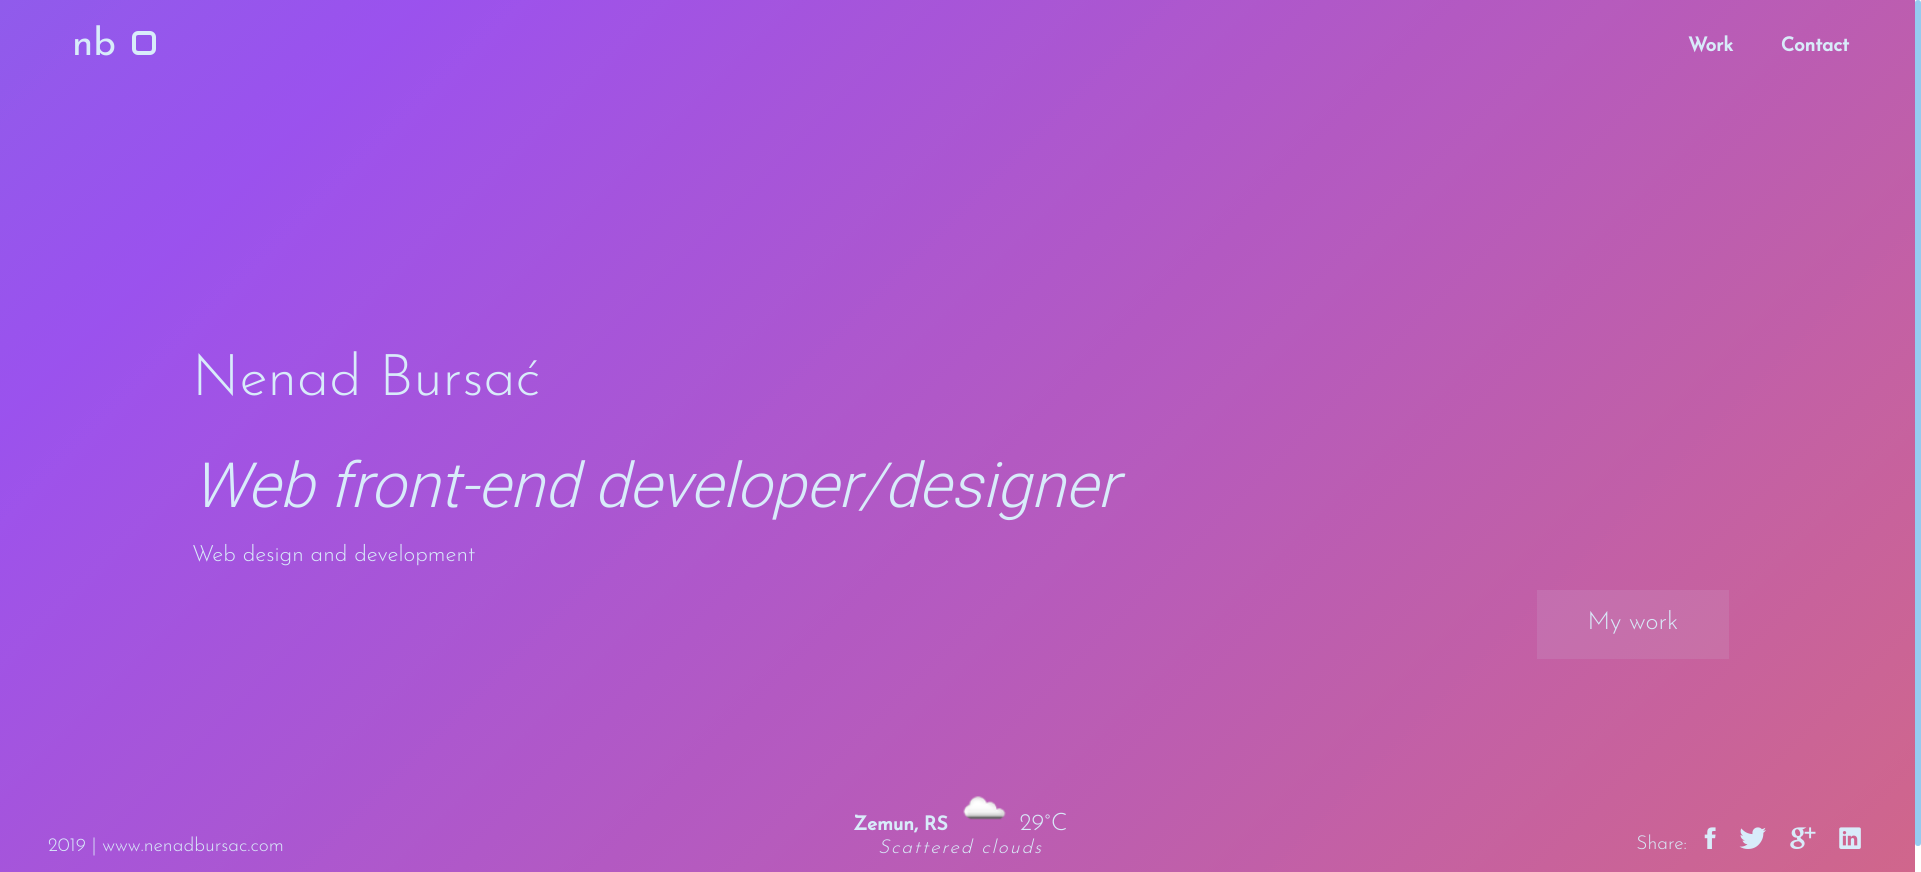 nb
Work Contact
Nenad Bursać
Web front-end developer/designer
Web design and development
My work
Zemun, RS 29°C
Scattered clouds
2019 | www.nenadbursac.com
Share: